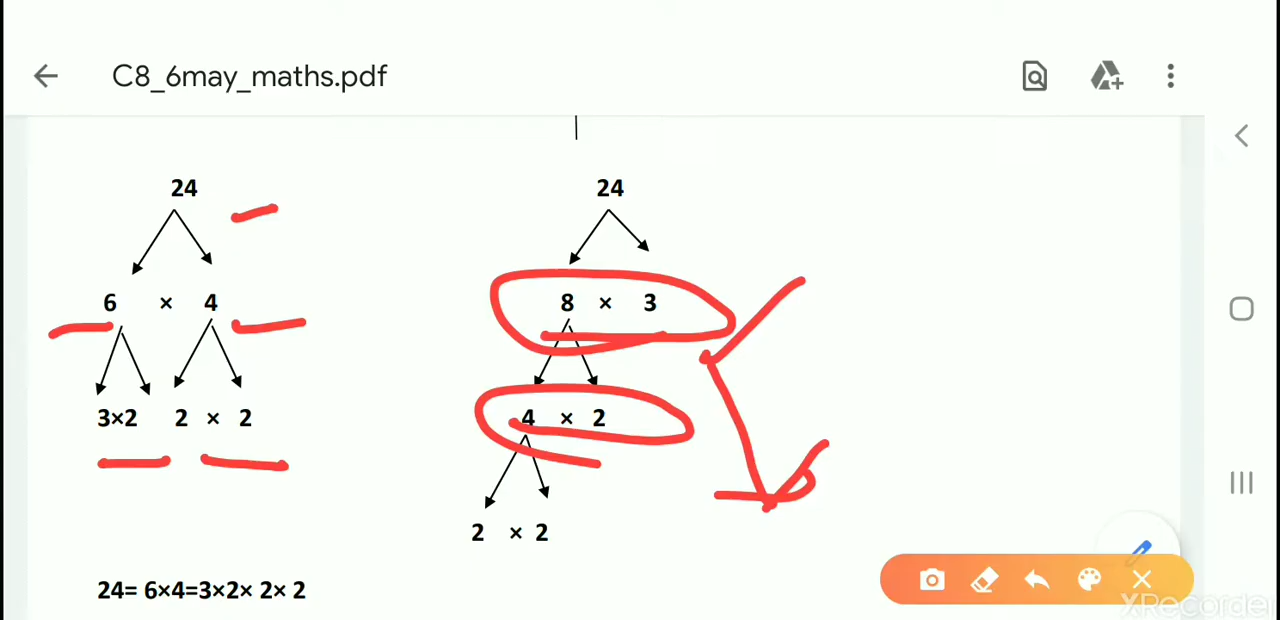 C8_6may_maths.pdf
24 24
6 × 4 8 × 3
3×2 2 × 2 4 × 2
2 × 2
24= 6×4=3×2× 2× 2
XRecorder